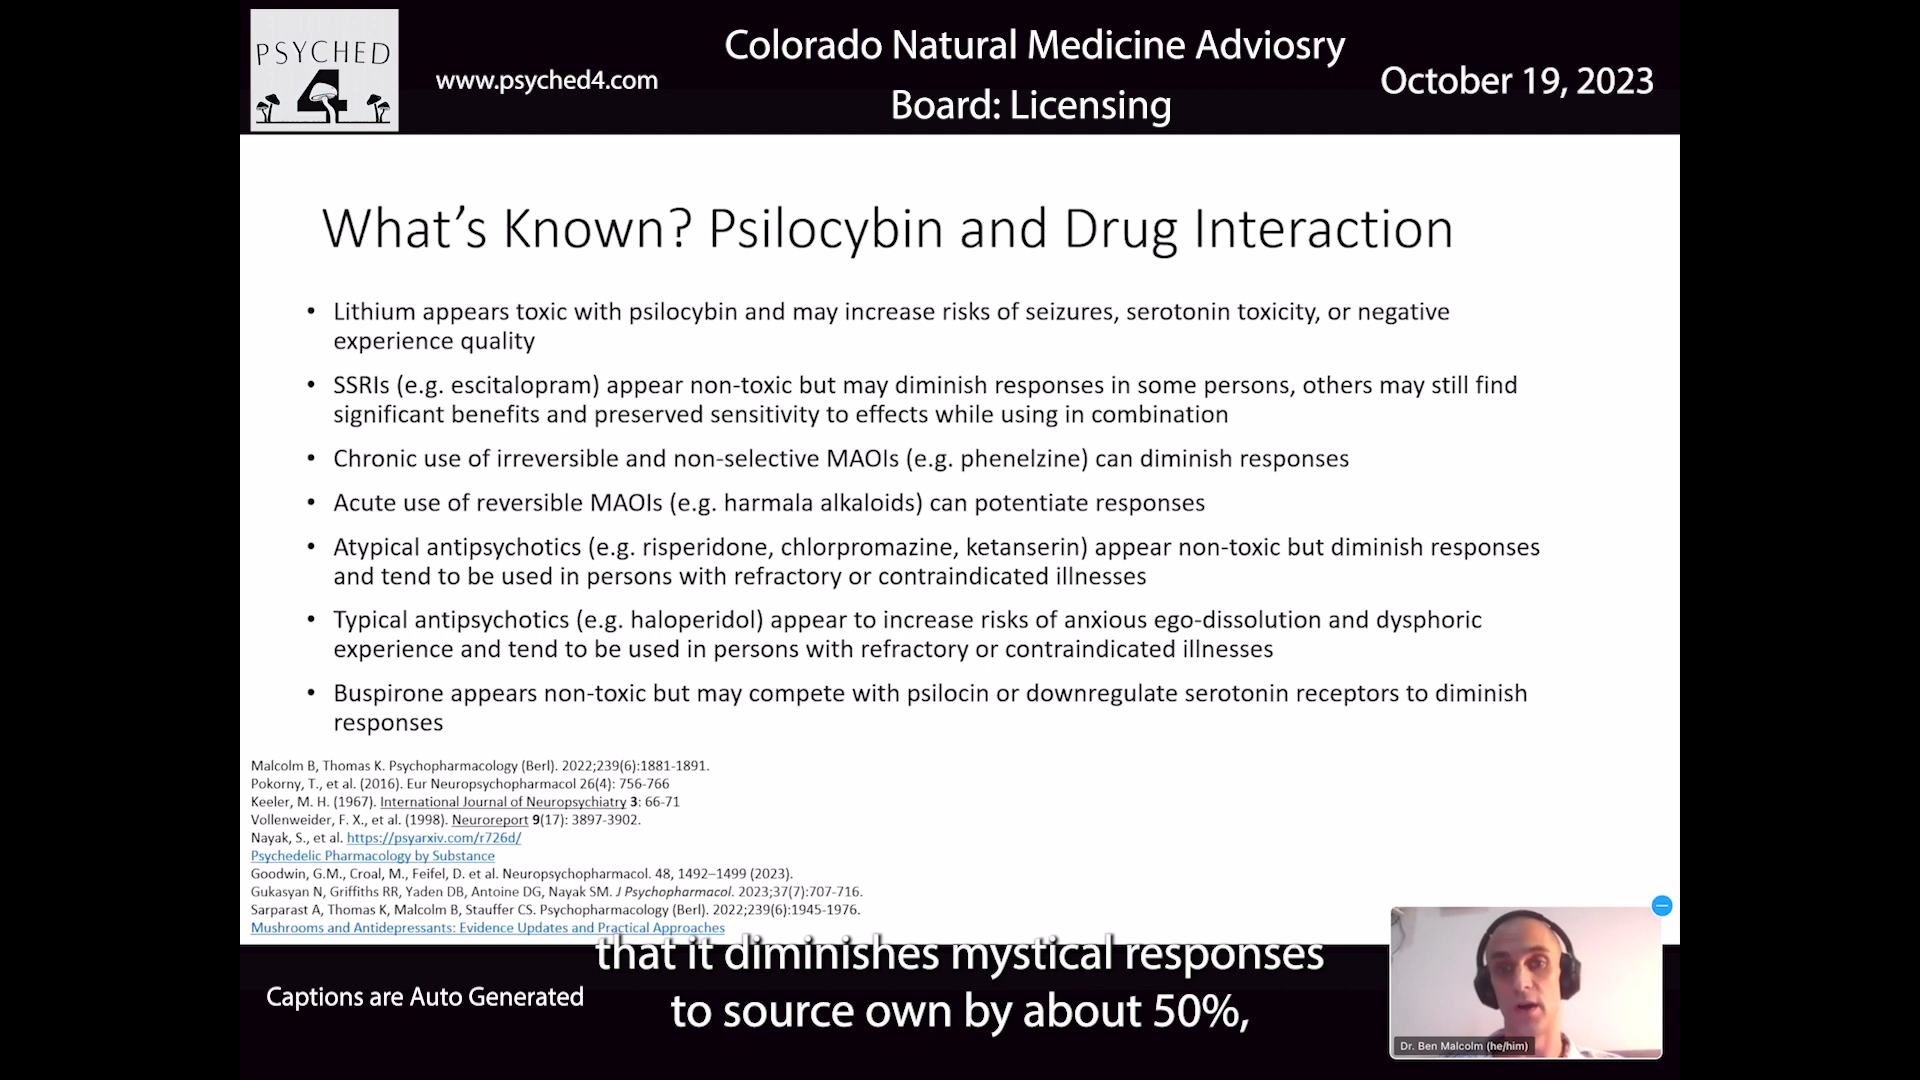 PSYCHED
4
www.psyched4.com
Colorado Natural Medicine Adviosry
Board: Licensing
October 19, 2023
What's Known? Psilocybin and Drug Interaction
• Lithium appears toxic with psilocybin and may increase risks of seizures, serotonin toxicity, or negative
experience quality
• SSRIs (e.g. escitalopram) appear non-toxic but may diminish responses in some persons, others may still find
significant benefits and preserved sensitivity to effects while using in combination
• Chronic use of irreversible and non-selective MAOIs (e.g. phenelzine) can diminish responses
• Acute use of reversible MAOIs (e.g. harmala alkaloids) can potentiate responses
• Atypical antipsychotics (e.g. risperidone, chlorpromazine, ketanserin) appear non-toxic but diminish responses
and tend to be used in persons with refractory or contraindicated illnesses
• Typical antipsychotics (e.g. haloperidol) appear to increase risks of anxious ego-dissolution and dysphoric
experience and tend to be used in persons with refractory or contraindicated illnesses
• Buspirone appears non-toxic but may compete with psilocin or downregulate serotonin receptors to diminish
responses
Malcolm B, Thomas K. Psychopharmacology (Berl). 2022;239(6):1881-1891.
Pokorny, T., et al. (2016). Eur Neuropsychopharmacol 26(4): 756-766
Keeler, M. H. (1967). International Journal of Neuropsychiatry 3: 66-71
Vollenweider, F. X., et al. (1998). Neuroreport 9(17): 3897-3902.
Nayak, S., et al. https://psyarxiv.com/r726d/
Psychedelic Pharmacology by Substance
Goodwin, G.M., Croal, M., Feifel, D. et al. Neuropsychopharmacol. 48, 1492–1499 (2023).
Gukasyan N, Griffiths RR, Yaden DB, Antoine DG, Nayak SM. J Psychopharmacol. 2023;37(7):707-716.
Sarparast A, Thomas K, Malcolm B, Stauffer CS. Psychopharmacology (Berl). 2022;239(6):1945-1976.
Mushrooms and Antidepressants: Evidence Updates and Practical Approaches
that it diminishes mystical responses
to source own by about 50%,
Captions are Auto Generated
Dr. Ben Malcolm (he/him)